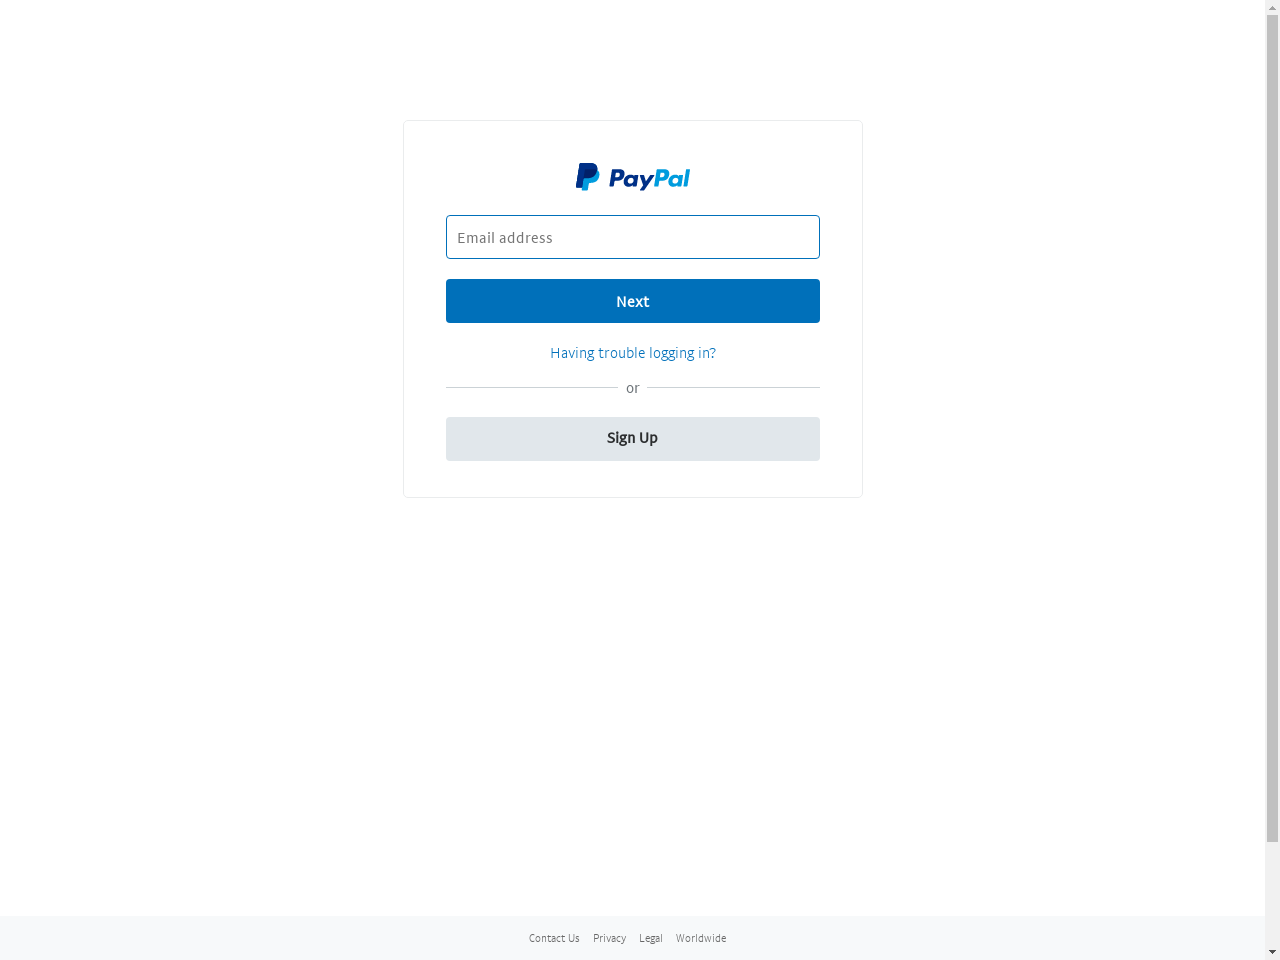 PayPal
Email address
Next
Having trouble logging in?
or
Sign Up
Contact Us Privacy Legal Worldwide